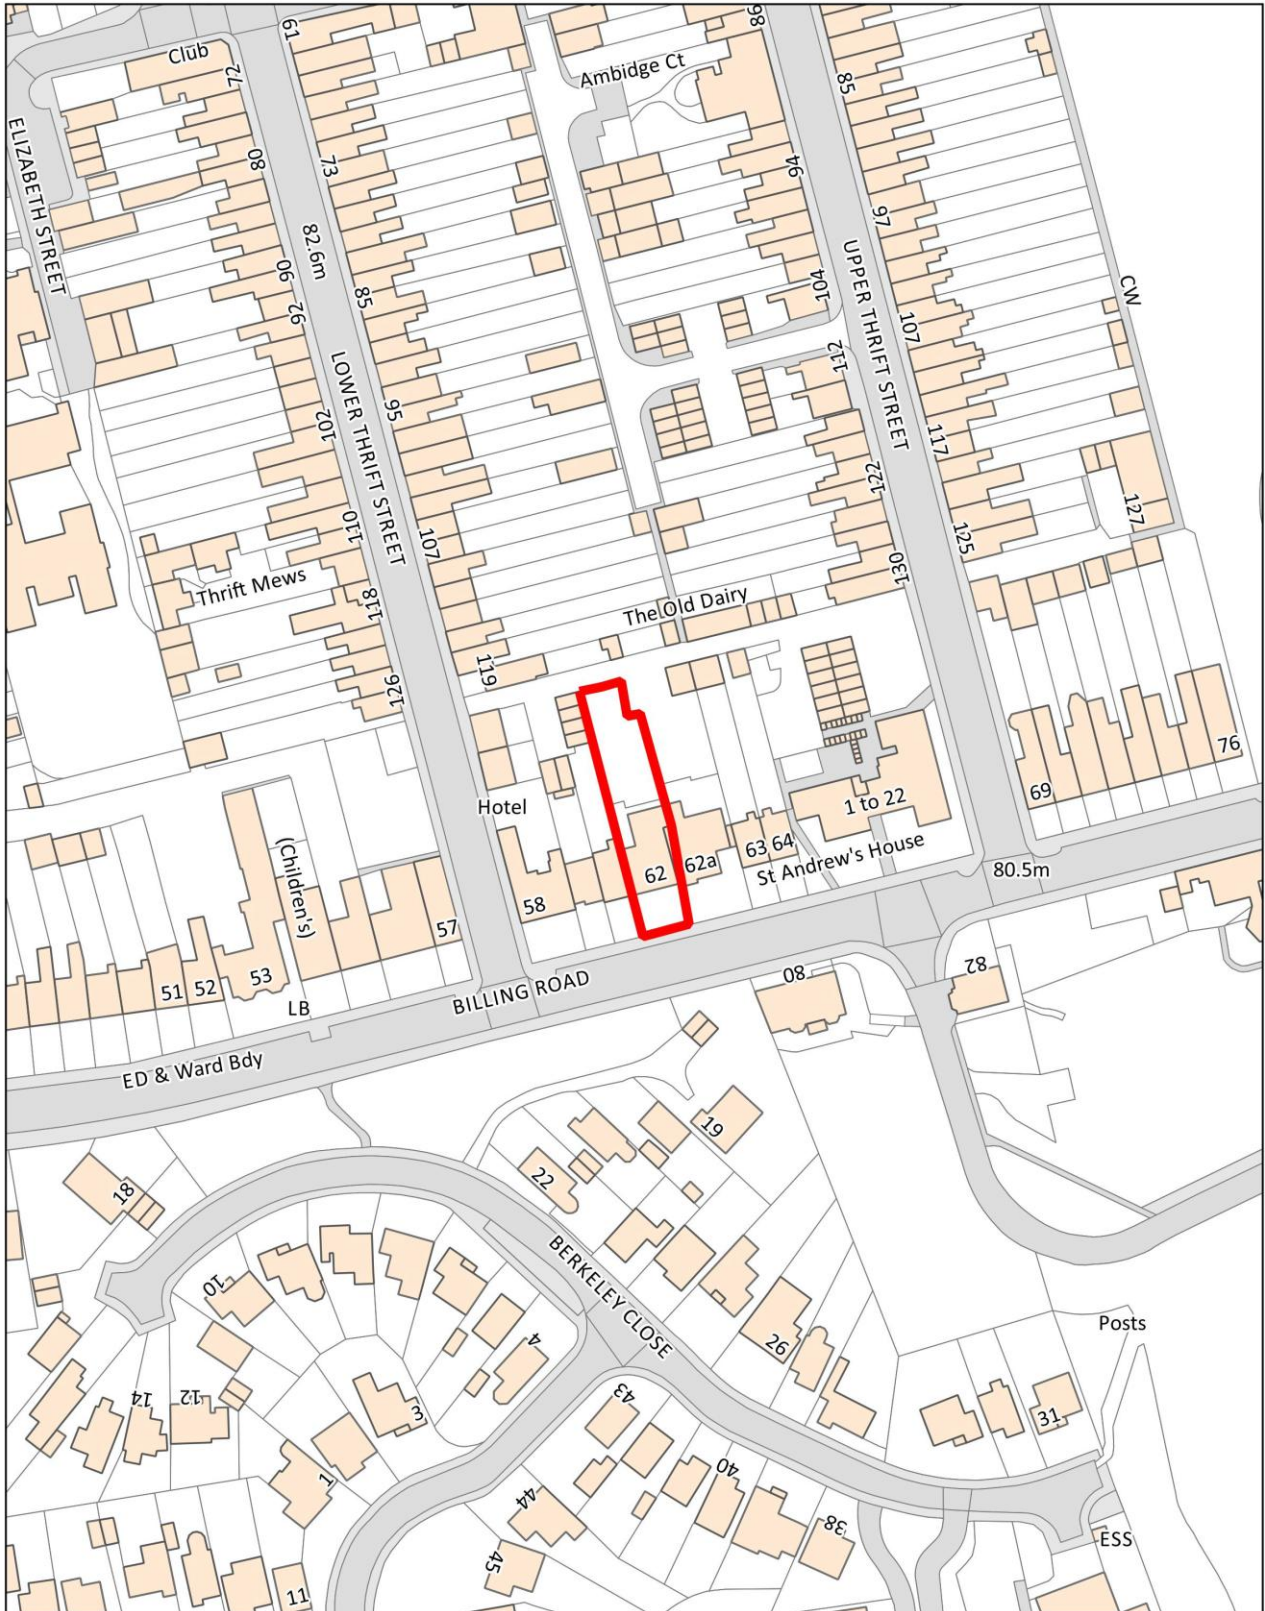 Club
72
61
Ambidge Ct
98
85
ELIZABETH STREET
80
73
94
97
82.6m
90
85
92
104
UPPER THRIFT STREET
CW
107
LOWER THRIFT STREET
112
102
95
117
122
110
107
127
125
130
Thrift Mews
118
The Old Dairy
119
126
76
69
Hotel
1 to 22
(Children's)
63 64
St Andrew's House
62
62a
80.5m
58
57
51
52
53
LB
BILLING ROAD
80
82
ED & Ward Bdy
19
22
18
BERKELEY CLOSE
10
4
26
Posts
14
12
3
43
31
1
40
44
38
ESS
45
11